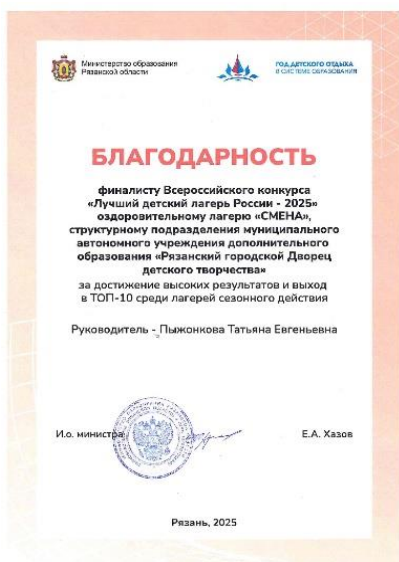 Министерство образования
Рязанской области
ГОД ДЕТСКОГО ОТДЫХА
В СИСТЕМЕ ОБРАЗОВАНИЯ
БЛАГОДАРНОСТЬ
финалисту Всероссийского конкурса
«Лучший детский лагерь России - 2025»
оздоровительному лагерю «СМЕНА»,
структурному подразделения муниципального
автономного учреждения дополнительного
образования «Рязанский городской Дворец
детского творчества»
за достижение высоких результатов и выход
в ТОП-10 среди лагерей сезонного действия
Руководитель - Пыжонкова Татьяна Евгеньевна
И.о. министра
Е.А. Хазов
Рязань, 2025